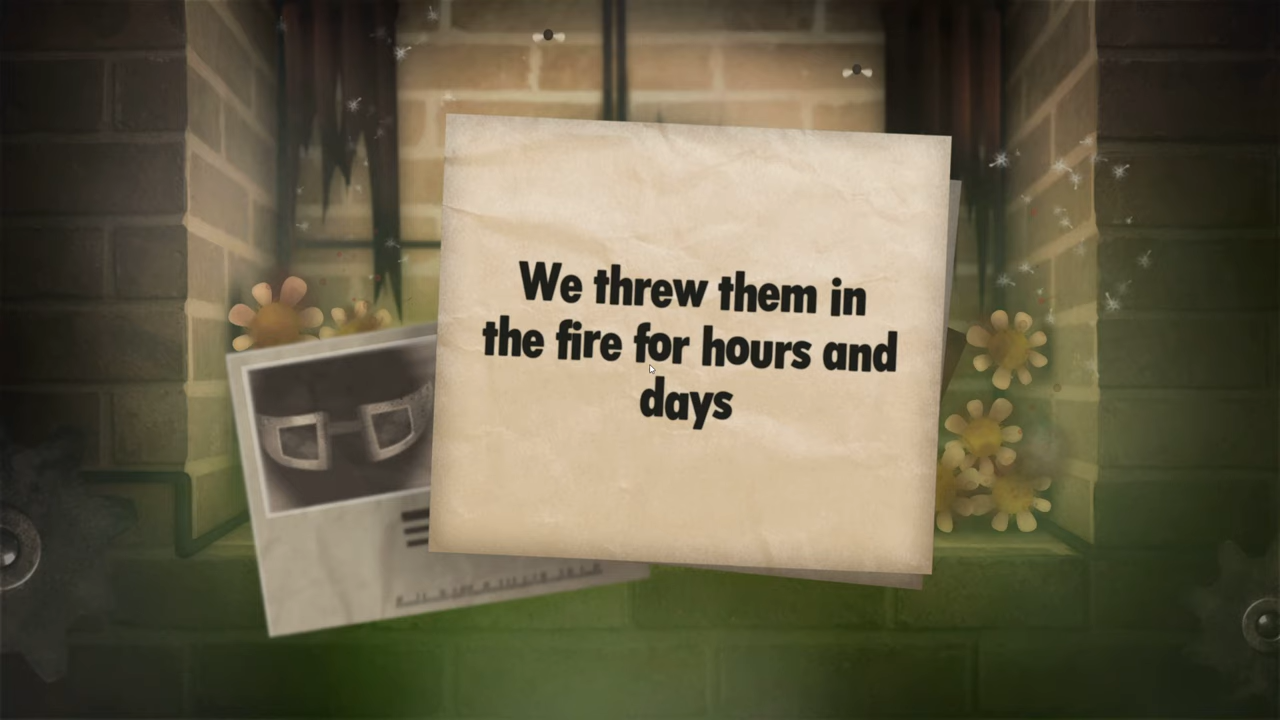 We threw them in
the fire for hours and
days